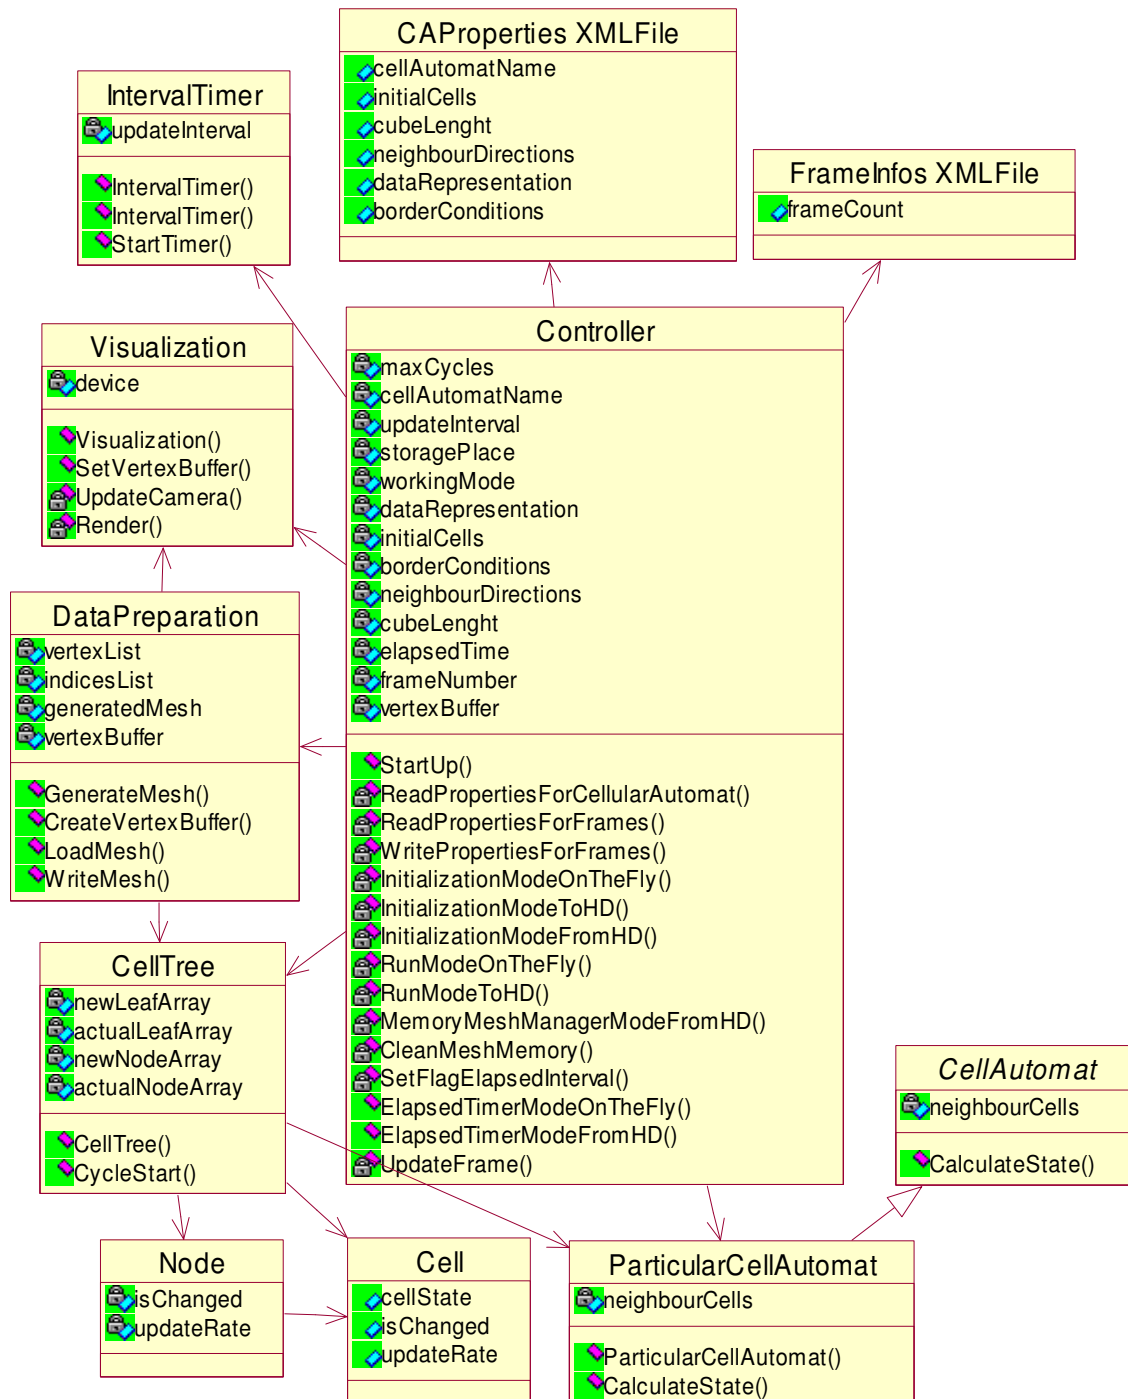 CAProperties XMLFile
cellAutomatName
initialCells
cubeLenght
neighbourDirections
dataRepresentation
borderConditions
IntervalTimer
updateInterval
IntervalTimer()
IntervalTimer()
StartTimer()
FrameInfos XMLFile
frameCount
Visualization
device
Visualization()
SetVertexBuffer()
UpdateCamera()
Render()
Controller
maxCycles
cellAutomatName
updateInterval
storagePlace
workingMode
dataRepresentation
initialCells
borderConditions
neighbourDirections
cubeLenght
elapsedTime
frameNumber
vertexBuffer
StartUp()
ReadPropertiesForCellularAutomat()
ReadPropertiesForFrames()
WritePropertiesForFrames()
InitializationModeOnTheFly()
InitializationModeToHD()
InitializationModeFromHD()
RunModeOnTheFly()
RunModeToHD()
MemoryMeshManagerModeFromHD()
CleanMeshMemory()
SetFlagElapsedInterval()
ElapsedTimerModeOnTheFly()
ElapsedTimerModeFromHD()
UpdateFrame()
DataPreparation
vertexList
indicesList
generatedMesh
vertexBuffer
GenerateMesh()
CreateVertexBuffer()
LoadMesh()
WriteMesh()
CellTree
newLeafArray
actualLeafArray
newNodeArray
actualNodeArray
CellTree()
CycleStart()
CellAutomat
neighbourCells
CalculateState()
Node
isChanged
updateRate
Cell
cellState
isChanged
updateRate
ParticularCellAutomat
neighbourCells
ParticularCellAutomat()
CalculateState()